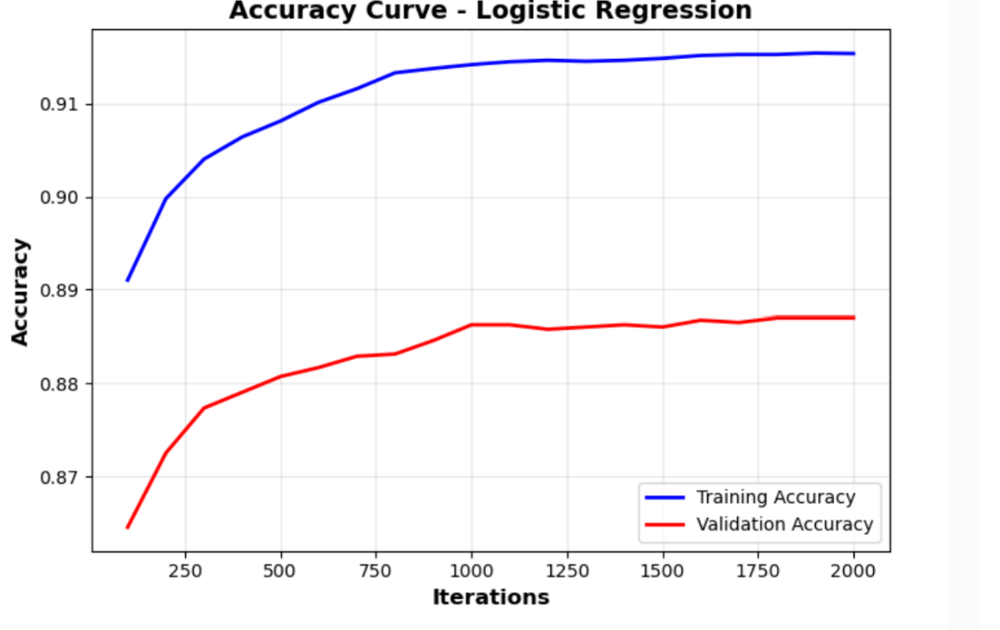 Accuracy Curve - Logistic Regression
0.91
0.90
0.89
0.88
0.87
Accuracy
Training Accuracy
Validation Accuracy
250 500 750 1000 1250 1500 1750 2000
Iterations